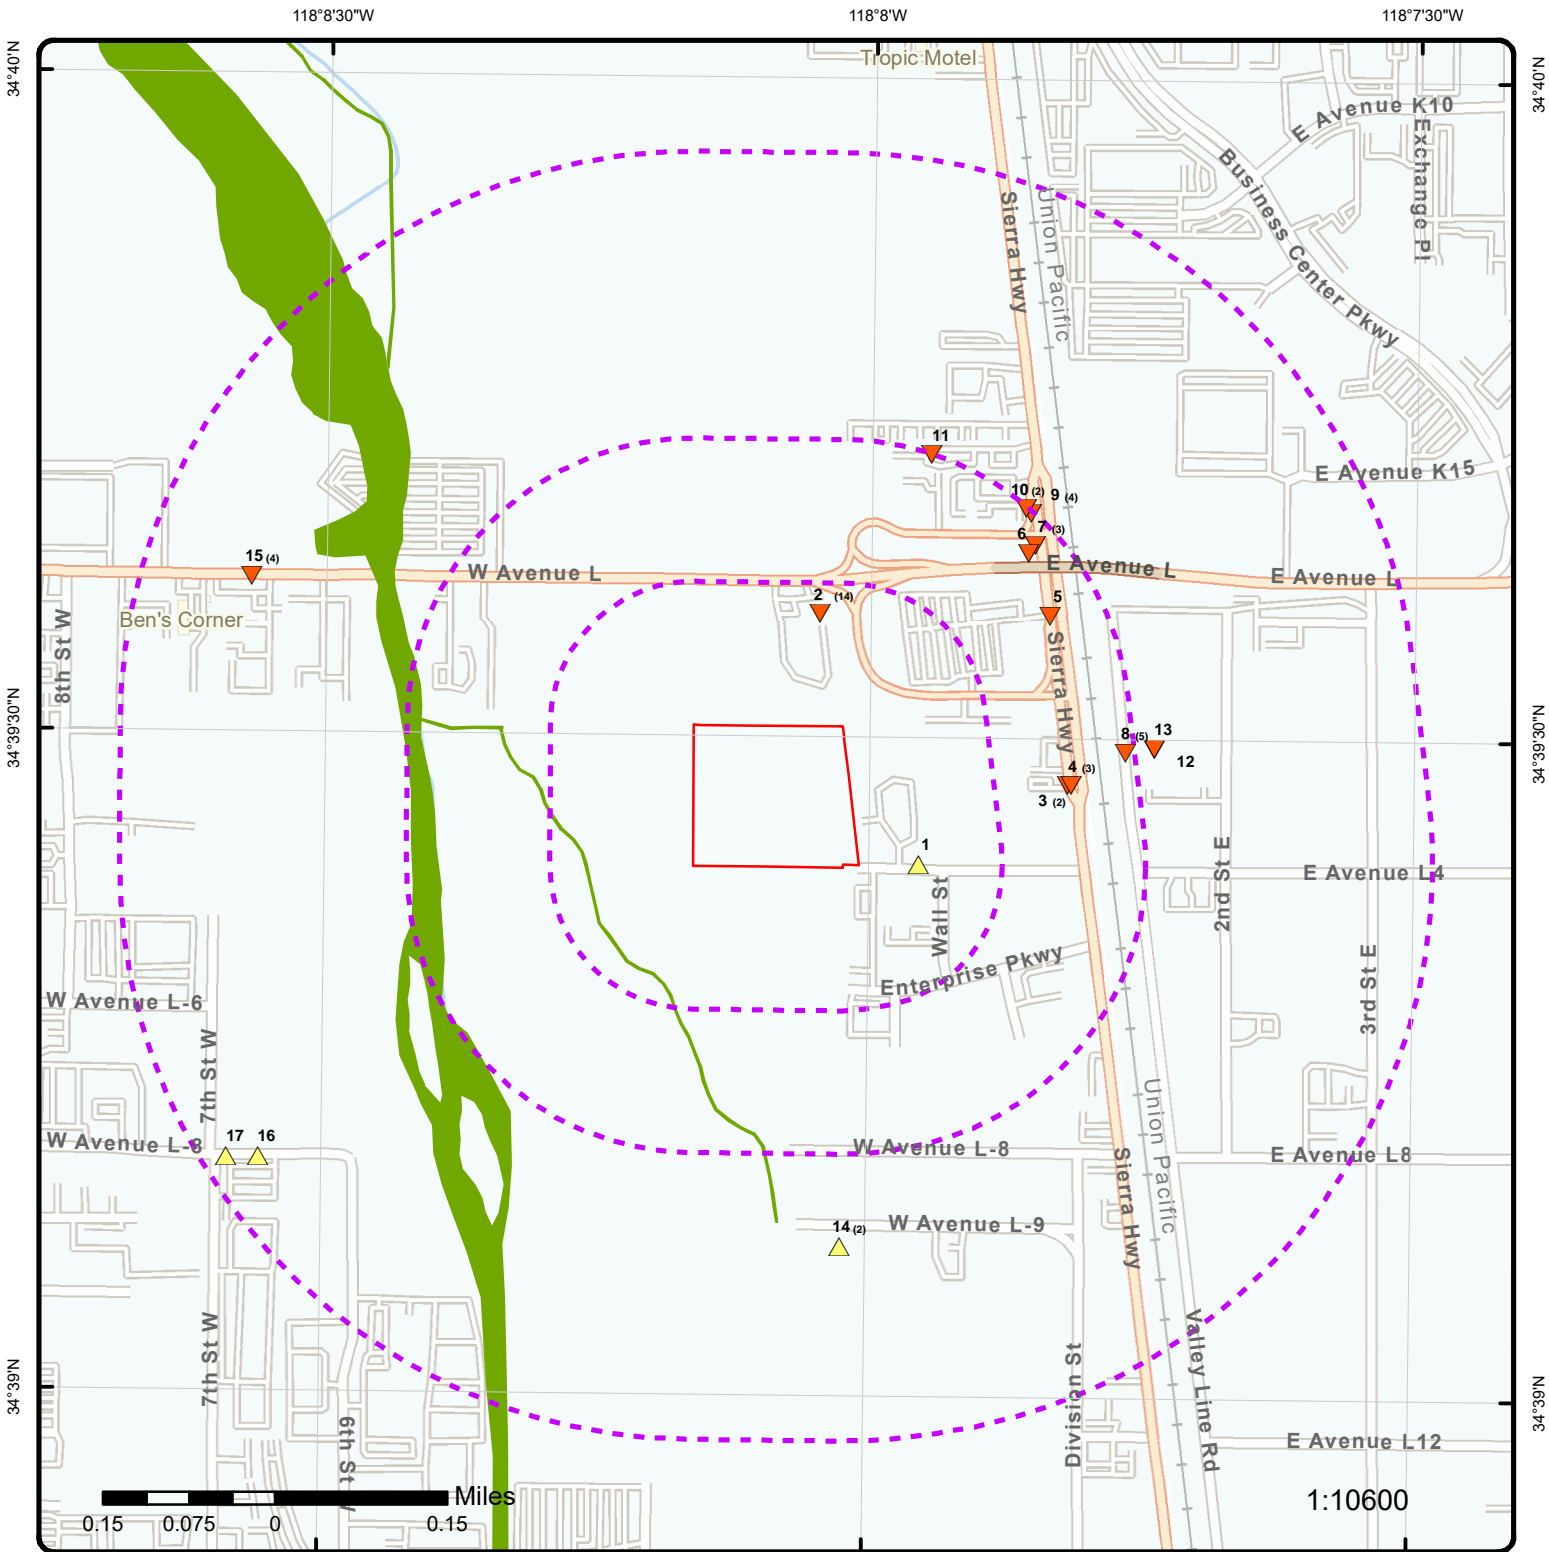 118°8'30"W
118°8'W
118°7'30"W
34°40'N
34°40'N
Tropic Motel
E Avenue K10
Exchange Pl
Business Center Pkwy
Sierra Hwy
Union Pacific
11
E Avenue K15
10 (2)
9 (4)
7 (3)
6
15 (4)
W Avenue L
E Avenue L
E Avenue L
2 (14)
5
Ben's Corner
8th St W
Sierra Hwy
34°39'30"N
34°39'30"N
8 (5)
13
12
4 (3)
3 (2)
1
E Avenue L4
2nd St E
Wall St
Enterprise Pkwy
3rd St E
W Avenue L-6
7th St W
W Avenue L-8
17
16
W Avenue L-8
E Avenue L8
Union Pacific
Sierra Hwy
14 (2)
W Avenue L-9
7th St W
Valley Line Rd
Division St
34°39'N
34°39'N
6th St W
E Avenue L12
Miles
0.15
0.075
0
0.15
1:10600